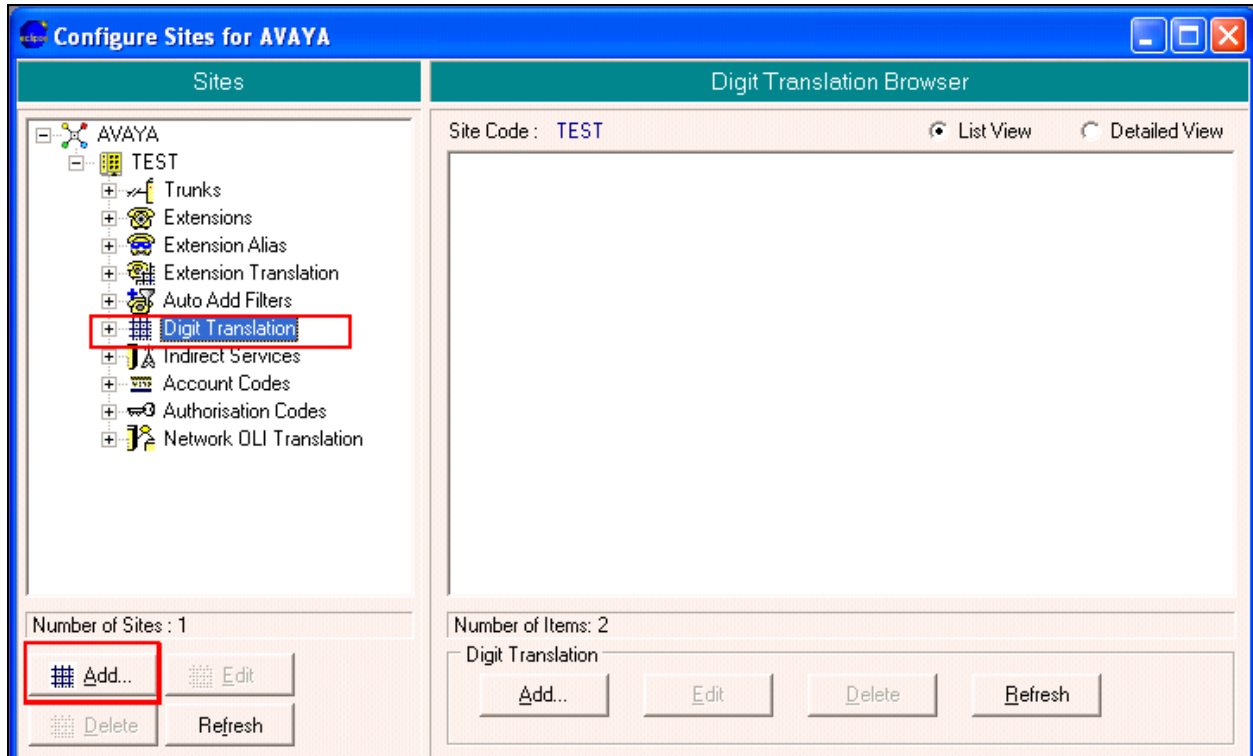 Configure Sites for AVAYA
Sites
Digit Translation Browser
AVAYA
TEST
Trunks
Extensions
Extension Alias
Extension Translation
Auto Add Filters
Digit Translation
Indirect Services
Account Codes
Authorisation Codes
Network OLI Translation
Number of Sites : 1
Add...
Edit
Delete
Refresh
Site Code : TEST
List View
Detailed View
Number of Items: 2
Digit Translation
Add...
Edit
Delete
Refresh